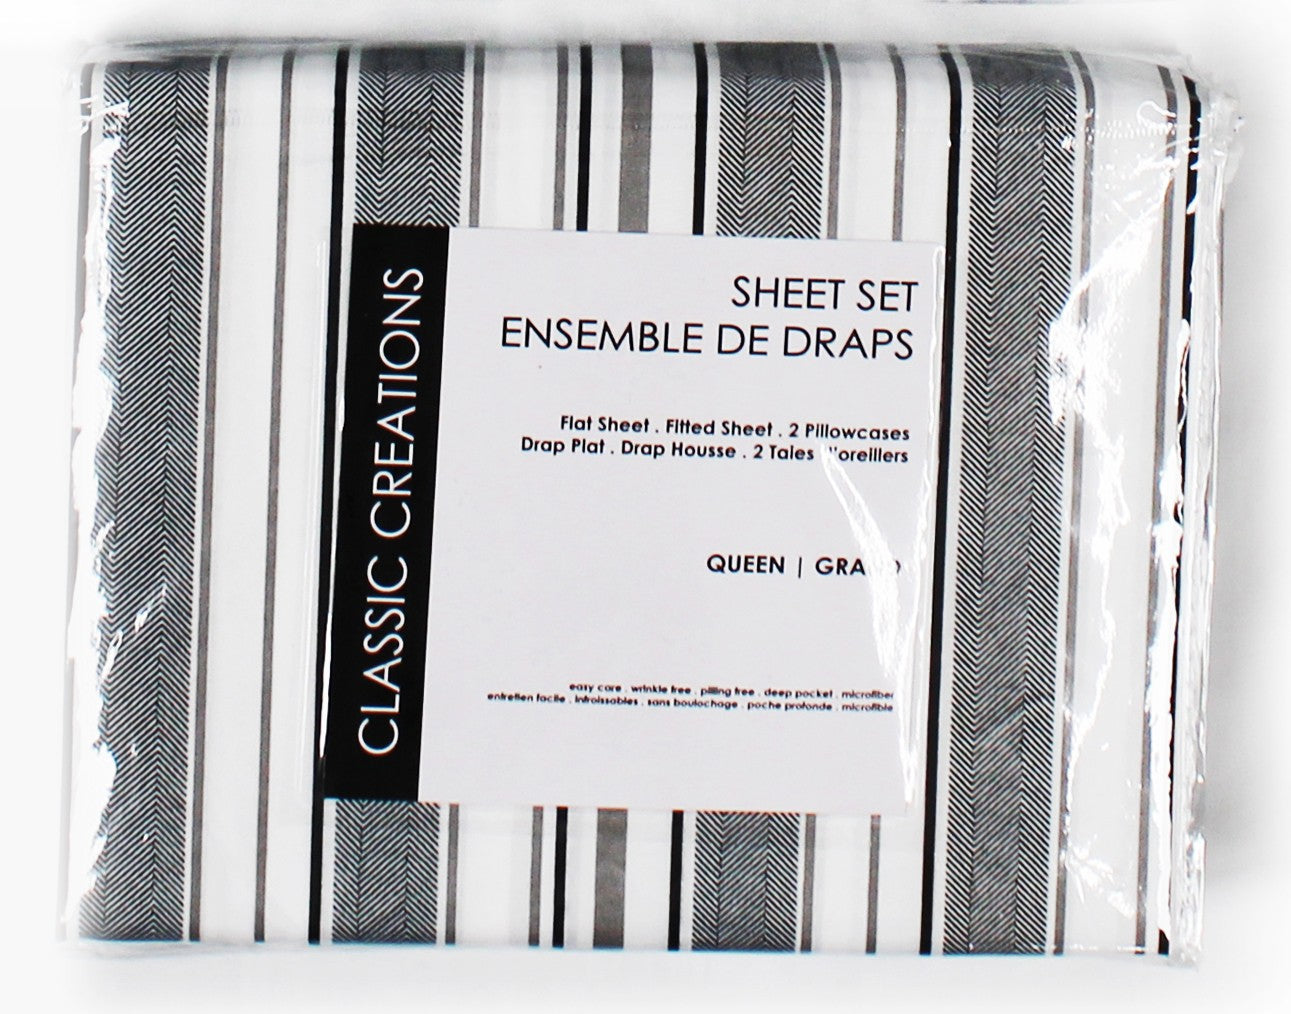 CLASSIC CREATIONS
SHEET SET
ENSEMBLE DE DRAPS
Flat Sheet . Fitted Sheet . 2 Pillowcases
Drap Plat . Drap Housse . 2 Taies
QUEEN |
easy care . wrinkle free . pilling free . deep pocket . microfiber
entretien facile . infroissables . sans boulochage . poche profonde . microfible